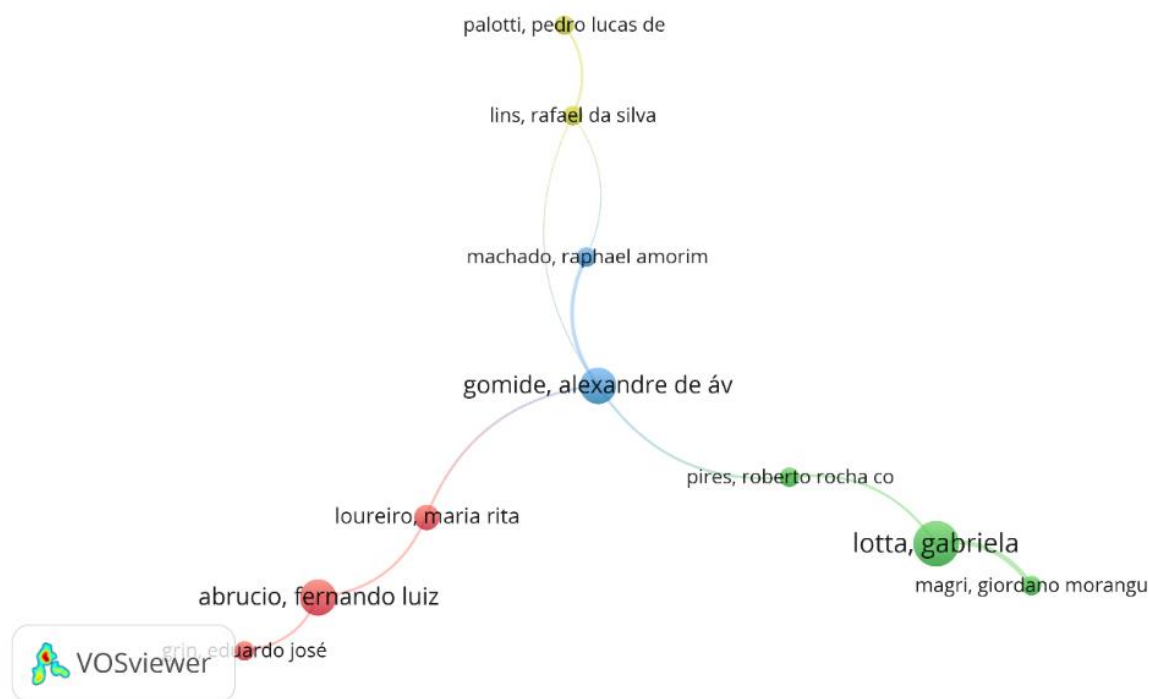 palotti, pedro lucas de
lins, rafael da silva
machado, raphael amorim
gomide, alexandre de áv
pires, roberto rocha co
loureiro, maria rita
lotta, gabriela
magri, giordano morangu
abrucio, fernando luiz
grin, eduardo josé
VOSviewer